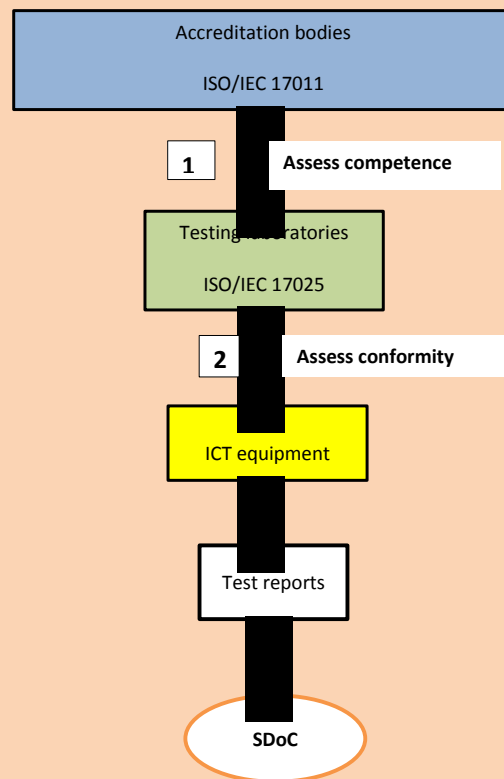 Accreditation bodies
ISO/IEC 17011
1
Assess competence
Testing laboratories
ISO/IEC 17025
2
Assess conformity
ICT equipment
Test reports
SDoC